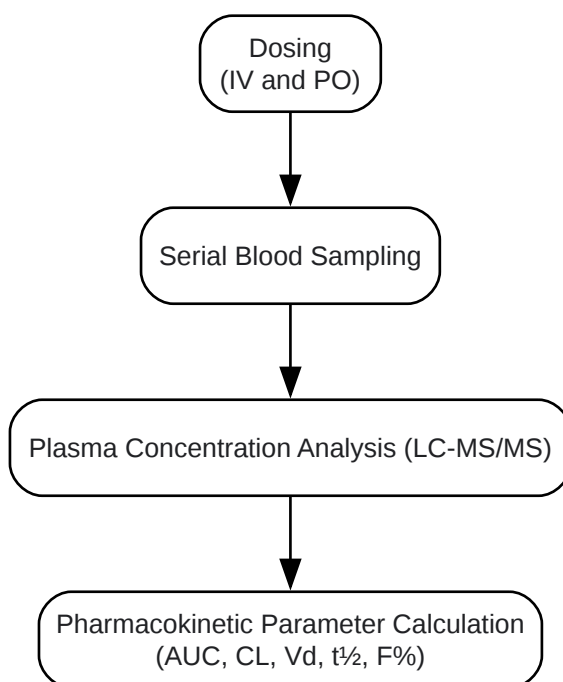 Dosing
(IV and PO)
Serial Blood Sampling
Plasma Concentration Analysis (LC-MS/MS)
Pharmacokinetic Parameter Calculation
(AUC, CL, Vd, t½, F%)